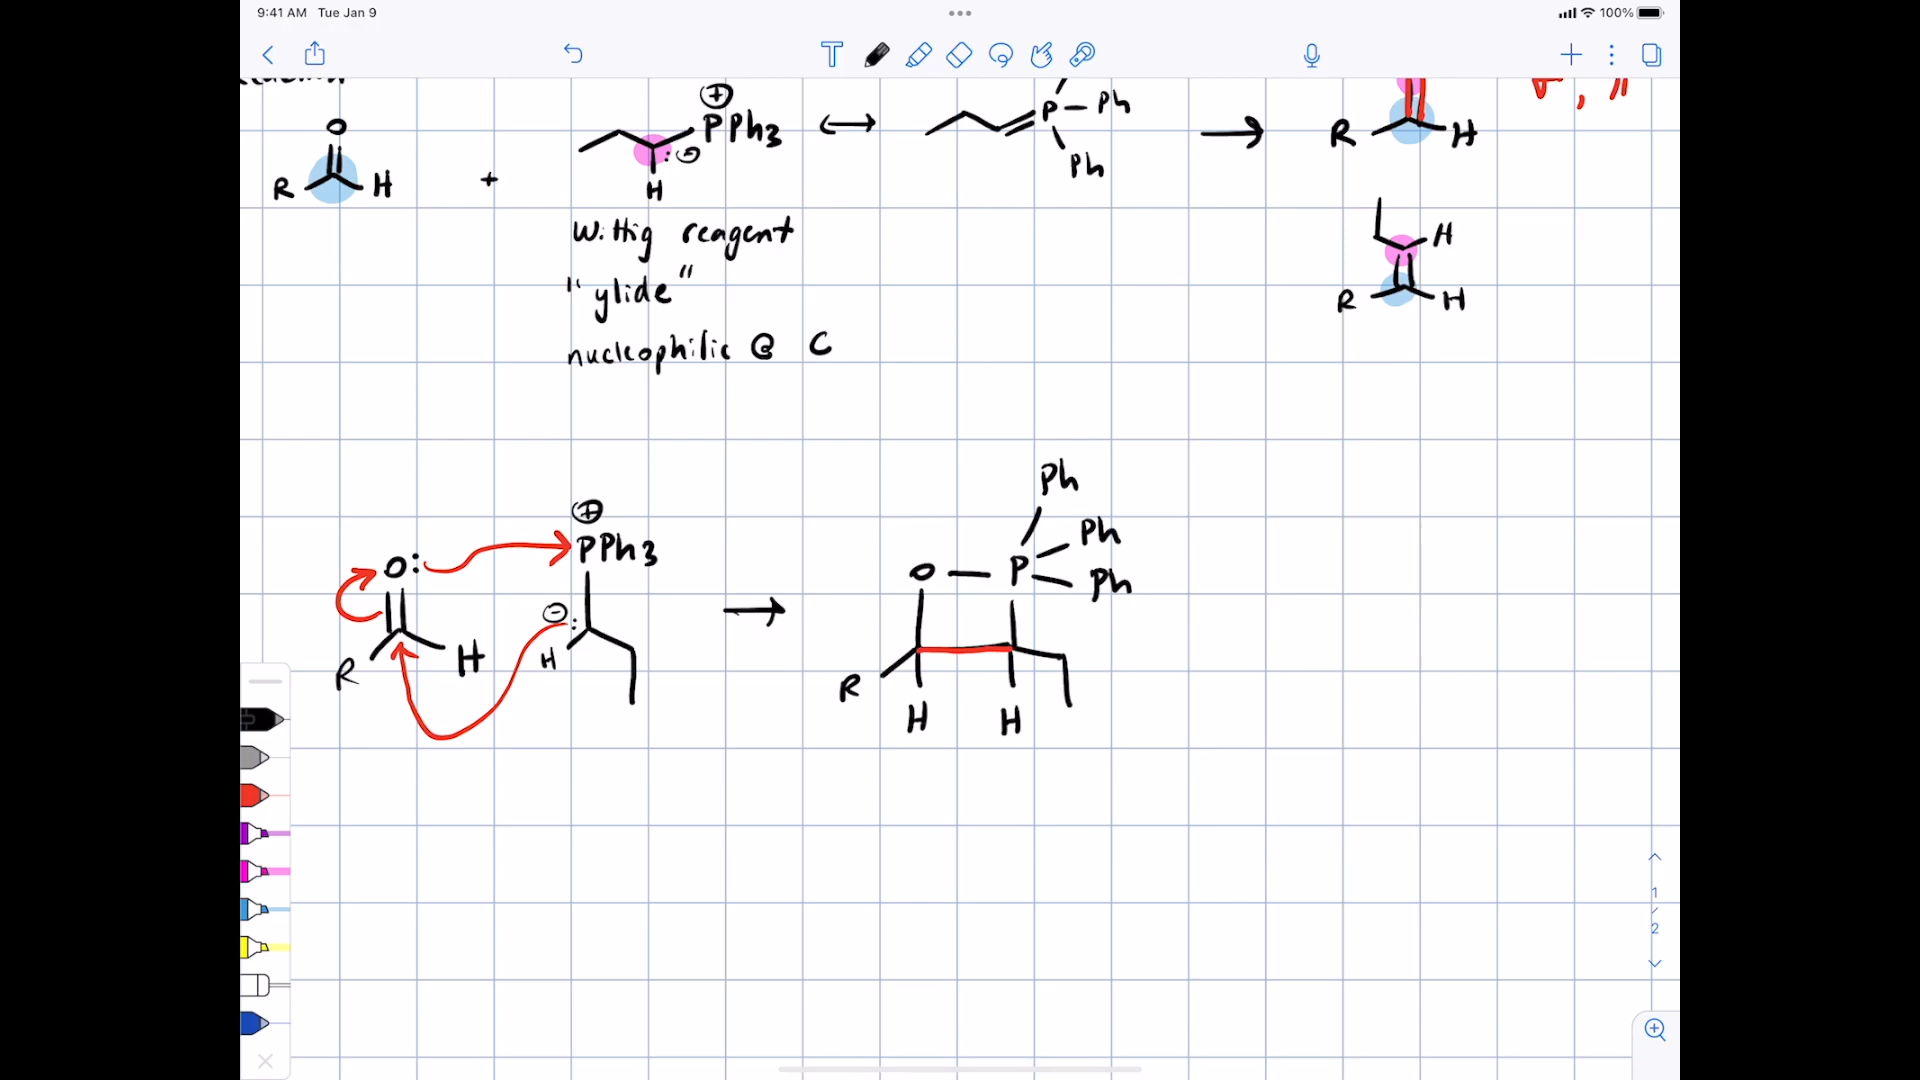 9:41 AM Tue Jan 9
100%
O
R H
+
⊕
PPh3
:⊖
H
↔
P-Ph
Ph
→
R H
H
R H
Wittig reagent
"ylide"
nucleophilic @ C
⊕
O: PPh3
⊖:
R H H
→
Ph
Ph
O-P
Ph
R
H H
1
/
2